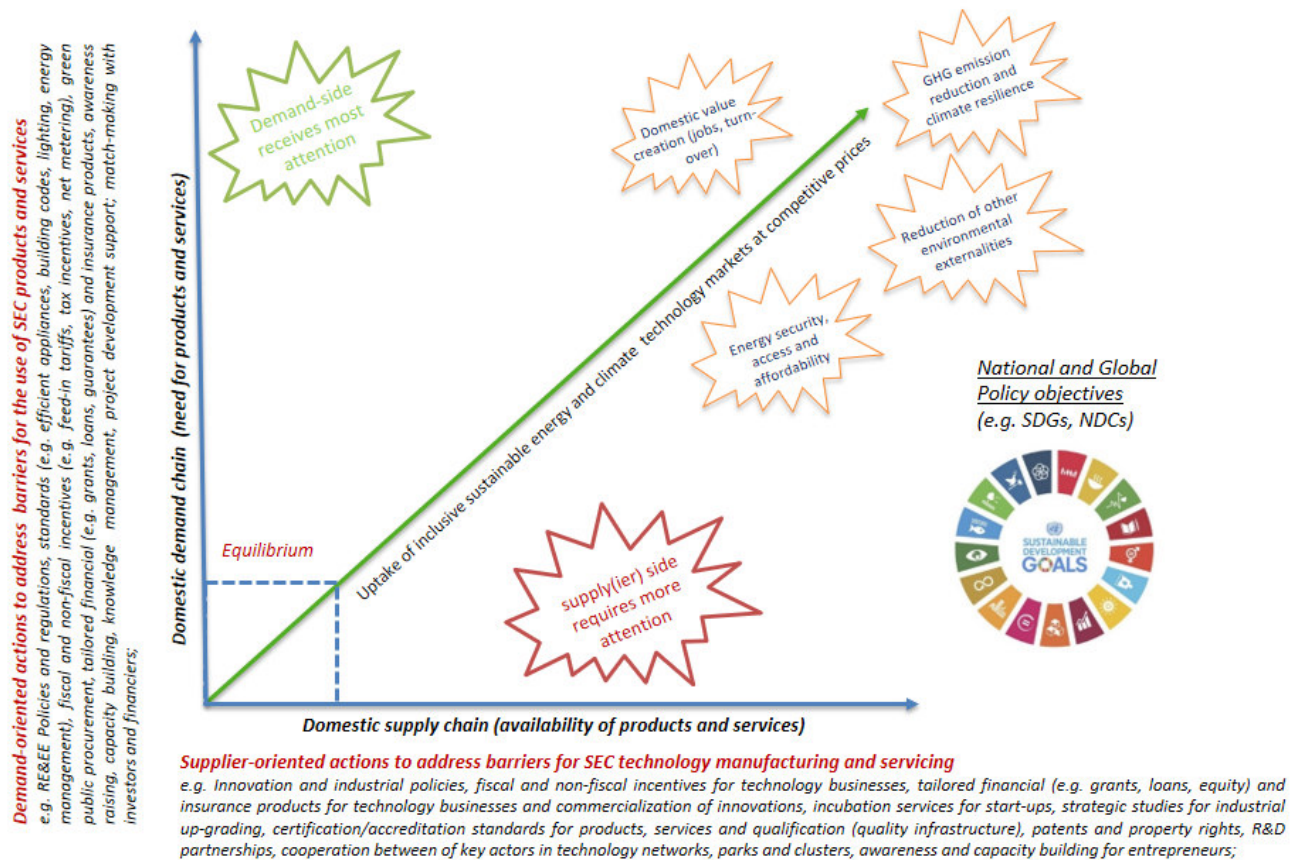 Demand-oriented actions to address barriers for the use of SEC products and services
e.g. RE&EE Policies and regulations, standards (e.g. efficient appliances, building codes, lighting, energy
management), fiscal and non-fiscal incentives (e.g. feed-in tariffs, tax incentives, net metering), green
public procurement, tailored financial (e.g. grants, loans, guarantees) and insurance products, awareness
raising, capacity building, knowledge management, project development support; match-making with
investors and financiers;
Domestic demand chain (need for products and services)
Demand-side
receives most
attention
Domestic value
creation (jobs, turn-
over)
GHG emission
reduction and
climate resilience
Reduction of other
environmental
externalities
Energy security,
access and
affordability
Uptake of inclusive sustainable energy and climate technology markets at competitive prices
National and Global
Policy objectives
(e.g. SDGs, NDCs)
SUSTAINABLE
DEVELOPMENT
GOALS
Equilibrium
supply(ier) side
requires more
attention
Domestic supply chain (availability of products and services)
Supplier-oriented actions to address barriers for SEC technology manufacturing and servicing
e.g. Innovation and industrial policies, fiscal and non-fiscal incentives for technology businesses, tailored financial (e.g. grants, loans, equity) and
insurance products for technology businesses and commercialization of innovations, incubation services for start-ups, strategic studies for industrial
up-grading, certification/accreditation standards for products, services and qualification (quality infrastructure), patents and property rights, R&D
partnerships, cooperation between of key actors in technology networks, parks and clusters, awareness and capacity building for entrepreneurs;